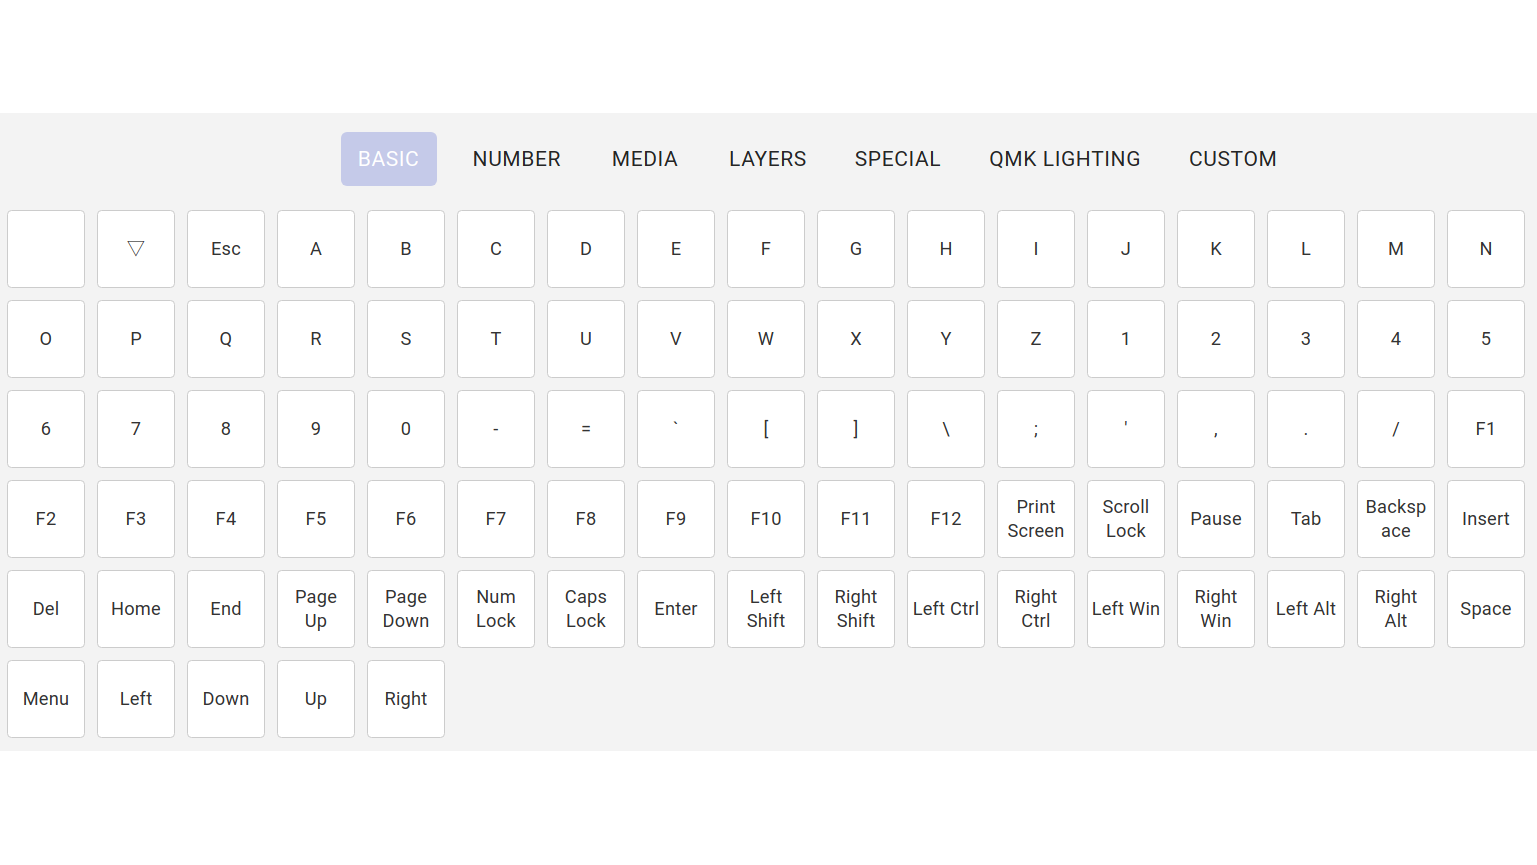 BASIC NUMBER MEDIA LAYERS SPECIAL QMK LIGHTING CUSTOM
▽ Esc A B C D E F G H I J K L M N
O P Q R S T U V W X Y Z 1 2 3 4 5
6 7 8 9 0 - = ` [ ] \ ; ' , . / F1
F2 F3 F4 F5 F6 F7 F8 F9 F10 F11 F12 Print Screen Scroll Lock Pause Tab Backspace Insert
Del Home End Page Up Page Down Num Lock Caps Lock Enter Left Shift Right Shift Left Ctrl Right Ctrl Left Win Right Win Left Alt Right Alt Space
Menu Left Down Up Right